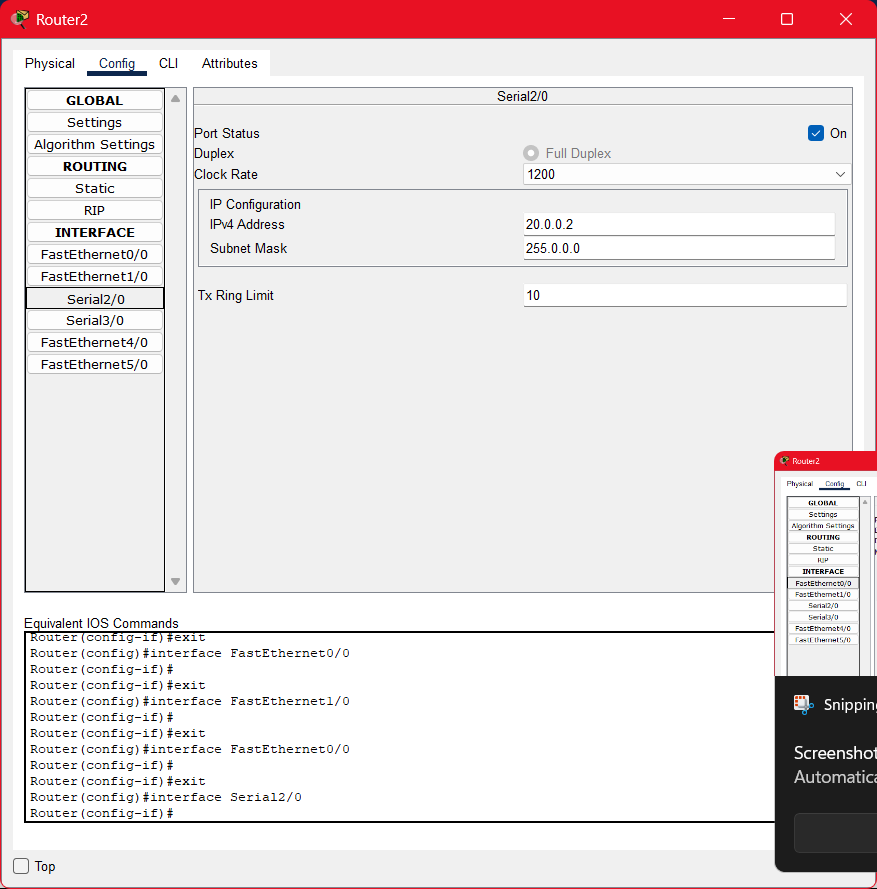 Router2
Physical Config CLI Attributes
GLOBAL
Settings
Algorithm Settings
ROUTING
Static
RIP
INTERFACE
FastEthernet0/0
FastEthernet1/0
Serial2/0
Serial3/0
FastEthernet4/0
FastEthernet5/0
Serial2/0
Port Status On
Duplex Full Duplex
Clock Rate 1200
IP Configuration
IPv4 Address 20.0.0.2
Subnet Mask 255.0.0.0
Tx Ring Limit 10
Equivalent IOS Commands
Router(config-if)#exit
Router(config)#interface FastEthernet0/0
Router(config-if)#
Router(config-if)#exit
Router(config)#interface FastEthernet1/0
Router(config-if)#
Router(config-if)#exit
Router(config)#interface FastEthernet0/0
Router(config-if)#
Router(config-if)#exit
Router(config)#interface Serial2/0
Router(config-if)#
Top
Router2
Physical Config CLI
GLOBAL
Settings
Algorithm Settings
ROUTING
Static
RIP
INTERFACE
FastEthernet0/0
FastEthernet1/0
Serial2/0
Serial3/0
FastEthernet4/0
FastEthernet5/0
Snipping
Screenshot
Automatica